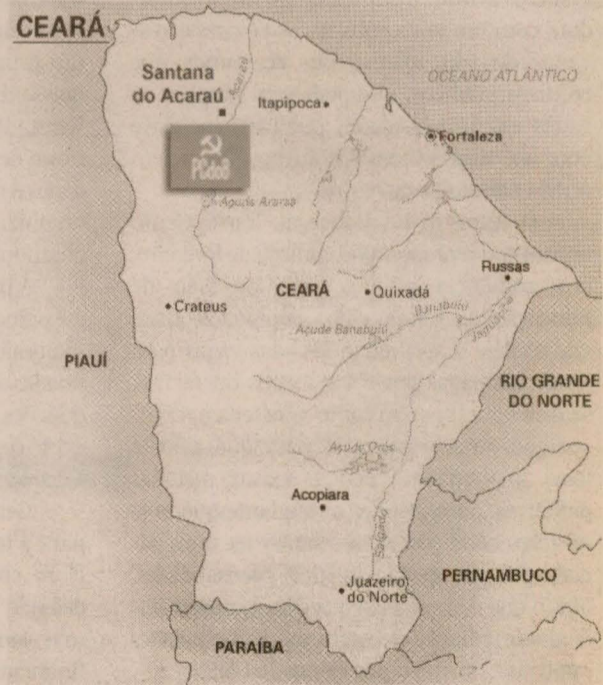 CEARÁ
OCEANO ATLÂNTICO
Santana
do Acaraú
Acaraú
Itapipoca
Fortaleza
PCdoB
Açude Araras
Russas
CEARÁ
Quixadá
Crateus
Banabuiú
Jaguaribe
Açude Banabuiú
PIAUÍ
RIO GRANDE
DO NORTE
Açude Orós
Acopiara
Salgado
Juazeiro
do Norte
PERNAMBUCO
PARAÍBA